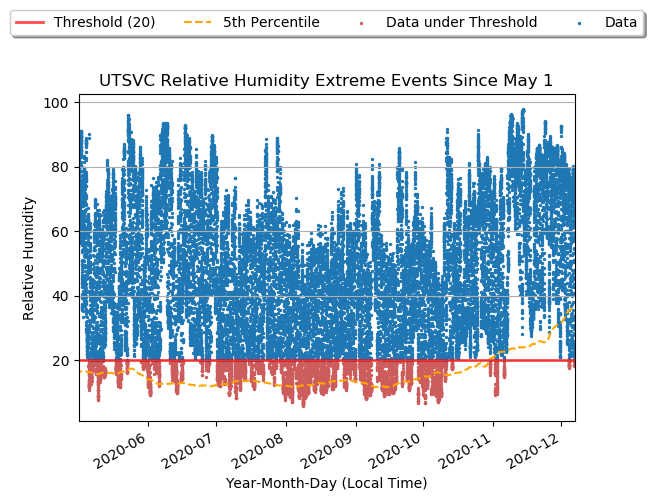 Threshold (20) 5th Percentile Data under Threshold Data
UTSVC Relative Humidity Extreme Events Since May 1
100
80
60
40
20
Relative Humidity
2020-06 2020-07 2020-08 2020-09 2020-10 2020-11 2020-12
Year-Month-Day (Local Time)